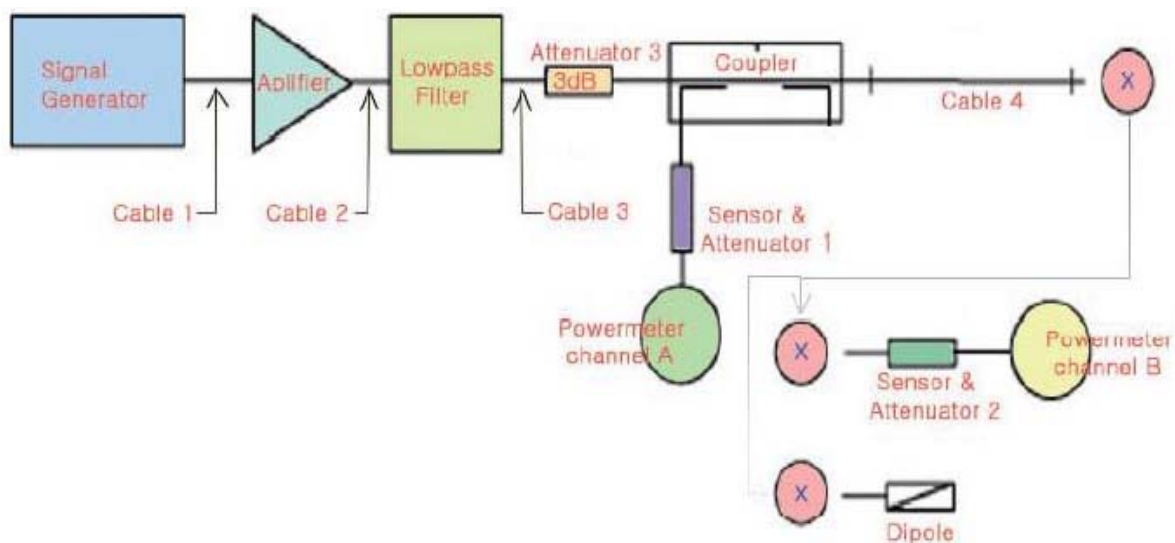 Signal
Generator
Aplifier
Lowpass
Filter
Attenuator 3
3dB
Coupler
Cable 4
X
Cable 1
Cable 2
Cable 3
Sensor &
Attenuator 1
Powermeter
channel A
X
Sensor &
Attenuator 2
Powermeter
channel B
X
Dipole